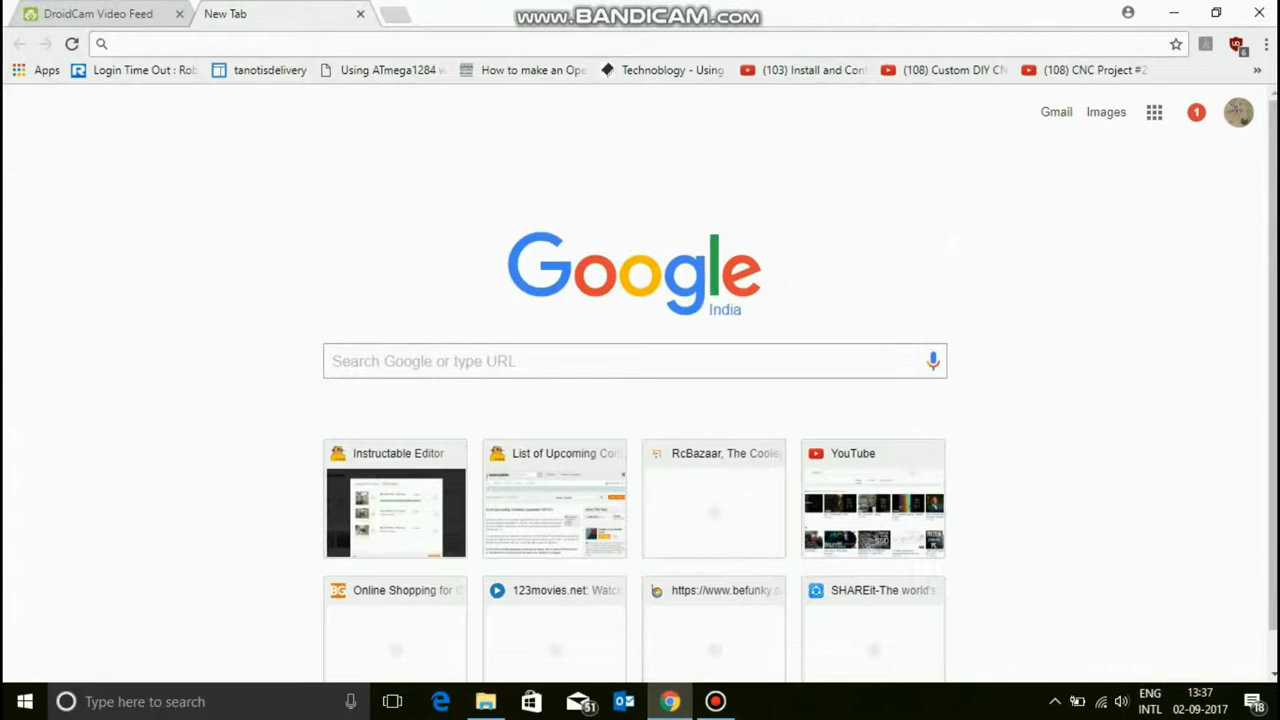 DroidCam Video Feed
New Tab
www.BANDICAM.com
Apps
Login Time Out : Rob
tanotisdelivery
Using ATmega1284 w
How to make an Ope
Technoblogy - Using
(103) Install and Conf
(108) Custom DIY CN
(108) CNC Project #2
»
6
Gmail
Images
1
Google
India
Search Google or type URL
Instructable Editor
List of Upcoming Con
RcBazaar, The Coole
YouTube
Online Shopping for
BG
123movies.net: Watc
https://www.befunky.c
SHAREit-The world's
Type here to search
51
ENG
INTL
13:37
02-09-2017
18